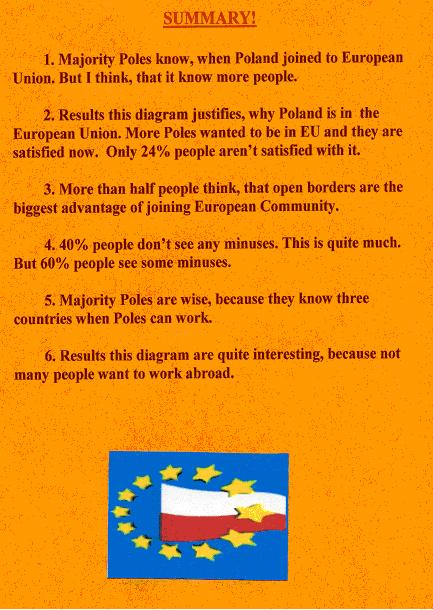 SUMMARY!
1. Majority Poles know, when Poland joined to European
Union. But I think, that it know more people.
2. Results this diagram justifies, why Poland is in the
European Union. More Poles wanted to be in EU and they are
satisfied now. Only 24% people aren't satisfied with it.
3. More than half people think, that open borders are the
biggest advantage of joining European Community.
4. 40% people don't see any minuses. This is quite much.
But 60% people see some minuses.
5. Majority Poles are wise, because they know three
countries when Poles can work.
6. Results this diagram are quite interesting, because not
many people want to work abroad.